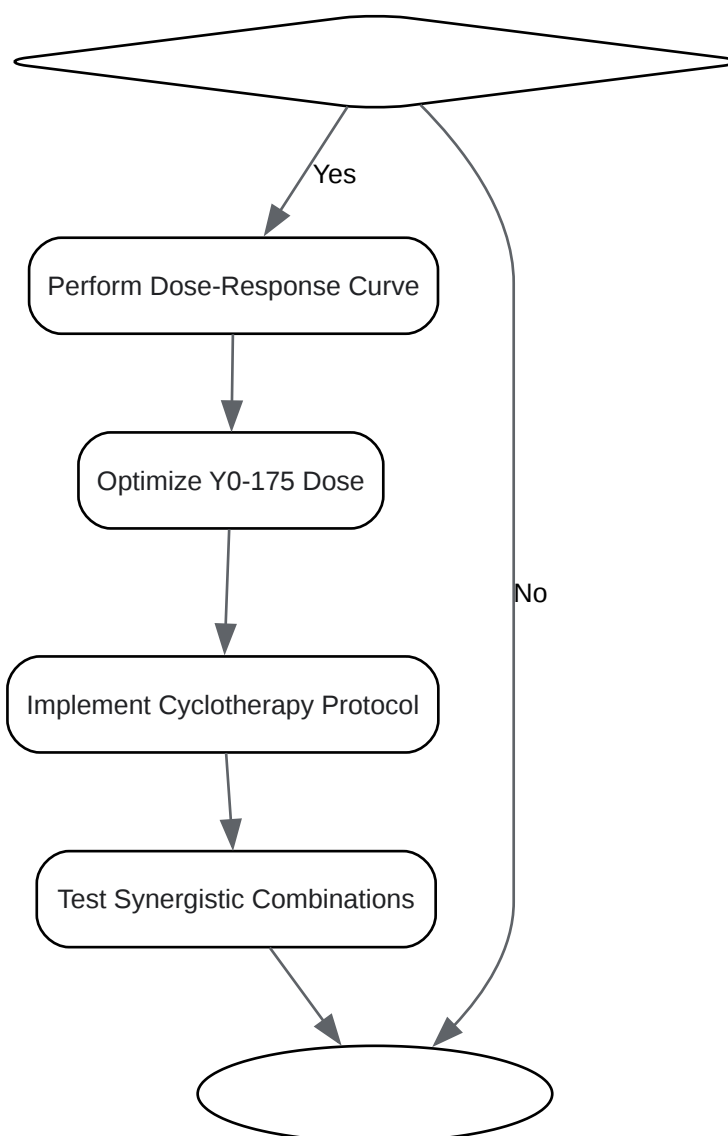 Yes
Perform Dose-Response Curve
Optimize Y0-175 Dose
No
Implement Cyclotherapy Protocol
Test Synergistic Combinations